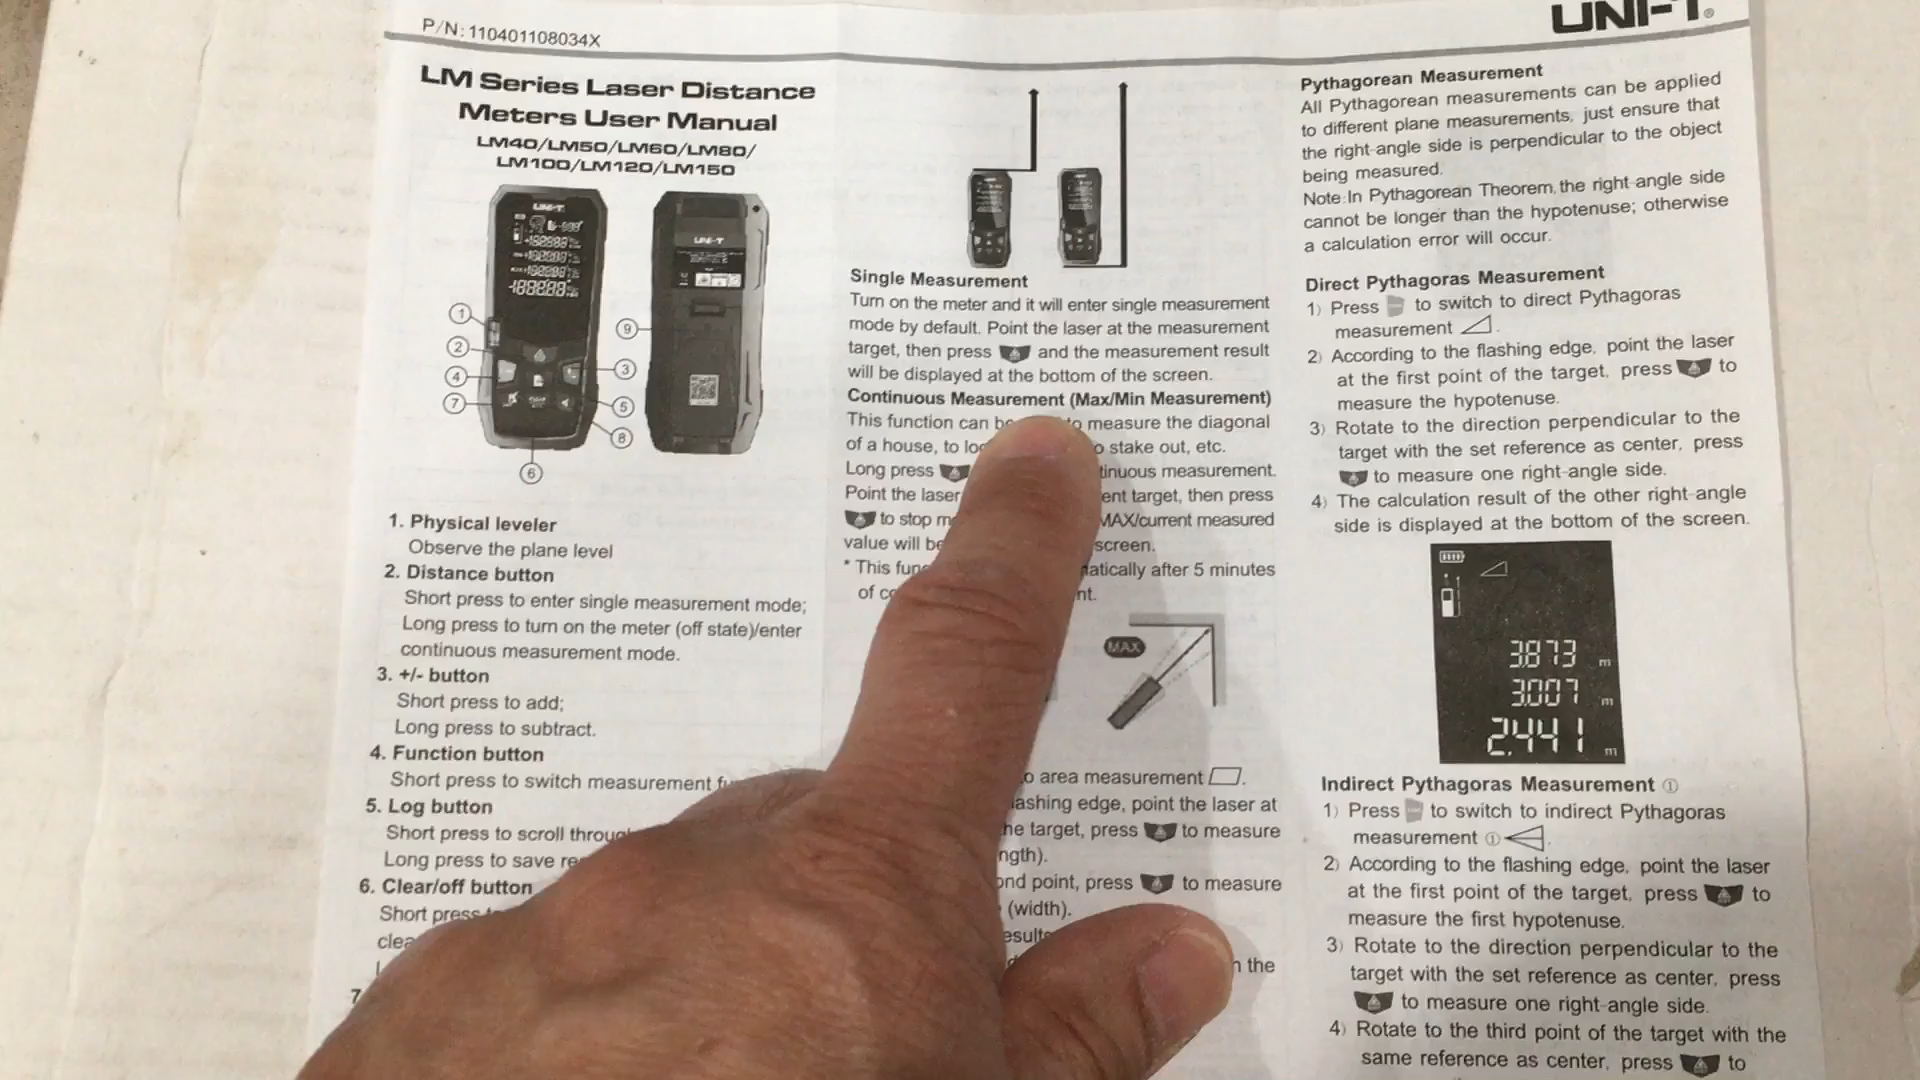 P/N:110401108034X
UNI-T®
LM Series Laser Distance
Meters User Manual
LM40/LM50/LM60/LM80/
LM100/LM120/LM150
UNI-T
UNI-T
1
2
4
7
3
5
8
6
9
1. Physical leveler
Observe the plane level
2. Distance button
Short press to enter single measurement mode;
Long press to turn on the meter (off state)/enter
continuous measurement mode.
3. +/- button
Short press to add;
Long press to subtract.
4. Function button
Short press to switch measurement
5. Log button
Short press to scroll
Long press to save
6. Clear/off button
Short press
7
Single Measurement
Turn on the meter and it will enter single measurement
mode by default. Point the laser at the measurement
target, then press and the measurement result
will be displayed at the bottom of the screen.
Continuous Measurement (Max/Min Measurement)
This function can measure the diagonal
of a house, to stake out, etc.
Long press measurement.
Point the laser target, then press
to stop MAX/current measured
value will screen.
* This after 5 minutes
of
MAX
area measurement
edge, point the laser at
target, press to measure
point, press to measure
(width).
the
Pythagorean Measurement
All Pythagorean measurements can be applied
to different plane measurements, just ensure that
the right-angle side is perpendicular to the object
being measured.
Note:In Pythagorean Theorem,the right angle side
cannot be longer than the hypotenuse; otherwise
a calculation error will occur.
Direct Pythagoras Measurement
1) Press to switch to direct Pythagoras
measurement .
2) According to the flashing edge, point the laser
at the first point of the target, press to
measure the hypotenuse.
3) Rotate to the direction perpendicular to the
target with the set reference as center, press
to measure one right-angle side.
4) The calculation result of the other right-angle
side is displayed at the bottom of the screen.
3.873 m
3.007 m
2.441 m
Indirect Pythagoras Measurement ①
1) Press to switch to indirect Pythagoras
measurement ① .
2) According to the flashing edge, point the laser
at the first point of the target, press to
measure the first hypotenuse.
3) Rotate to the direction perpendicular to the
target with the set reference as center, press
to measure one right-angle side.
4) Rotate to the third point of the target with the
same reference as center, press to